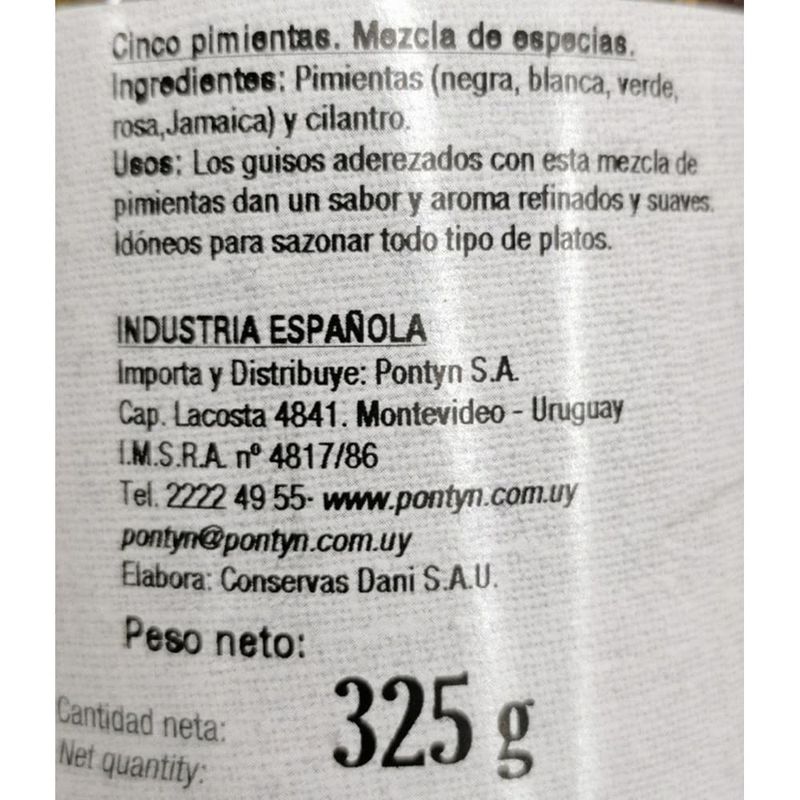 Cinco pimientas. Mezcla de especias.
Ingredientes: Pimientas (negra, blanca, verde,
rosa,Jamaica) y cilantro.
Usos: Los guisos aderezados con esta mezcla de
pimientas dan un sabor y aroma refinados y suaves.
Idóneos para sazonar todo tipo de platos.
INDUSTRIA ESPAÑOLA
Importa y Distribuye: Pontyn S.A.
Cap. Lacosta 4841. Montevideo - Uruguay
I.M.S.R.A. nº 4817/86
Tel. 2222 49 55- www.pontyn.com.uy
pontyn@pontyn.com.uy
Elabora: Conservas Dani S.A.U.
Peso neto:
Cantidad neta:
Net quantity:
325 g